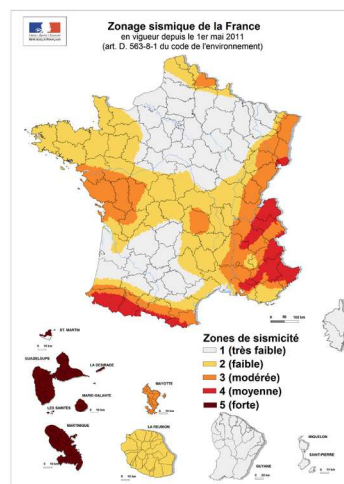 Zonage sismique de la France
en vigueur depuis le 1er mai 2011
(art. D. 563-8-1 du code de l'environnement)
Zones de sismicité
1 (très faible)
2 (faible)
3 (modérée)
4 (moyenne)
5 (forte)
ST. MARTIN
GUADELOUPE
LA DESIRADE
MARIE-GALANTE
LES SAINTES
MARTINIQUE
MAYOTTE
LA REUNION
GUYANE
MIQUELON
SAINT-PIERRE